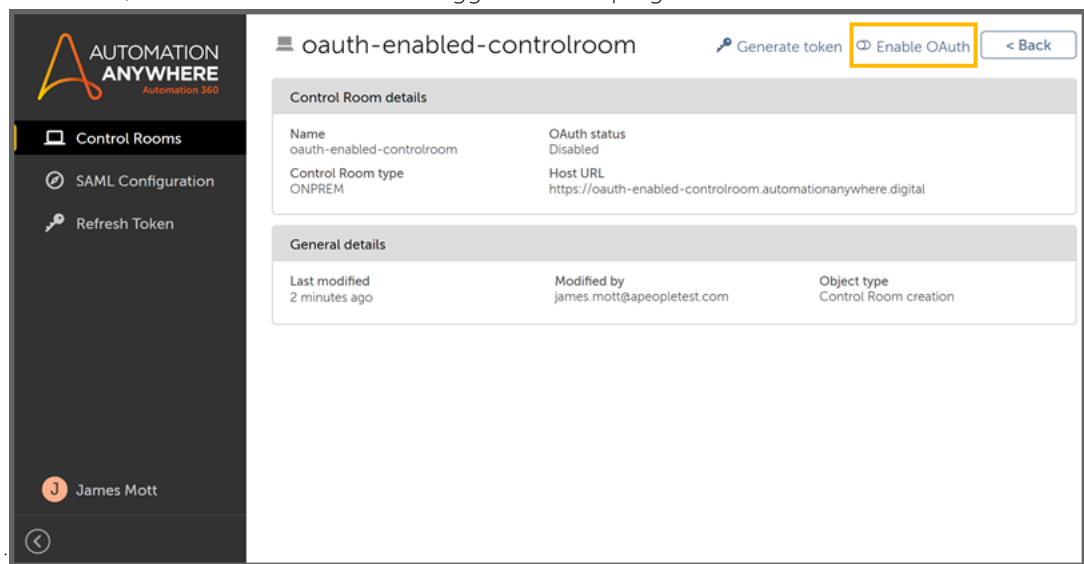 AUTOMATION
ANYWHERE
Automation 360
Control Rooms
SAML Configuration
Refresh Token
J James Mott
oauth-enabled-controlroom
Generate token
Enable OAuth
< Back
Control Room details
Name
oauth-enabled-controlroom
OAuth status
Disabled
Control Room type
ONPREM
Host URL
https://oauth-enabled-controlroom.automationanywhere.digital
General details
Last modified
2 minutes ago
Modified by
james.mott@apeopletest.com
Object type
Control Room creation